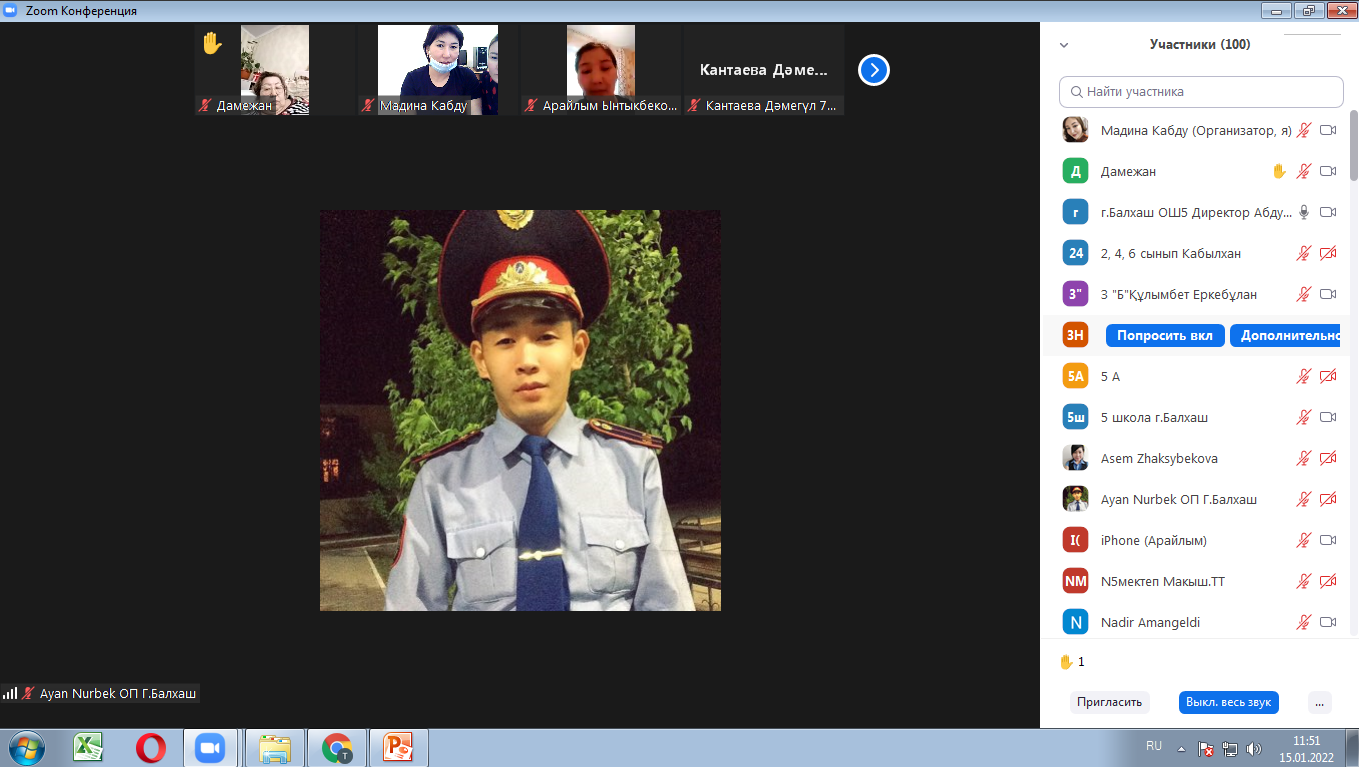 Zoom Конференция
Кантаева Дәме...
Дамежан
Мадина Кабду
Арайлым Ынтыкбеко...
Кантаева Дәмегүл 7...
Ayan Nurbek ОП Г.Балхаш
Участники (100)
Найти участника
Мадина Кабду (Организатор, я)
Д Дамежан
г г.Балхаш ОШ5 Директор Абду...
24 2, 4, 6 сынып Кабылхан
3" 3 "Б"Құлымбет Еркебұлан
3Н Попросить вкл Дополнительно
5А 5 А
5ш 5 школа г.Балхаш
Asem Zhaksybekova
Ayan Nurbek ОП Г.Балхаш
I( iPhone (Арайлым)
NM N5мектеп Макыш.ТТ
N Nadir Amangeldi
1
Пригласить Выкл. весь звук ...
T
RU
11:51
15.01.2022